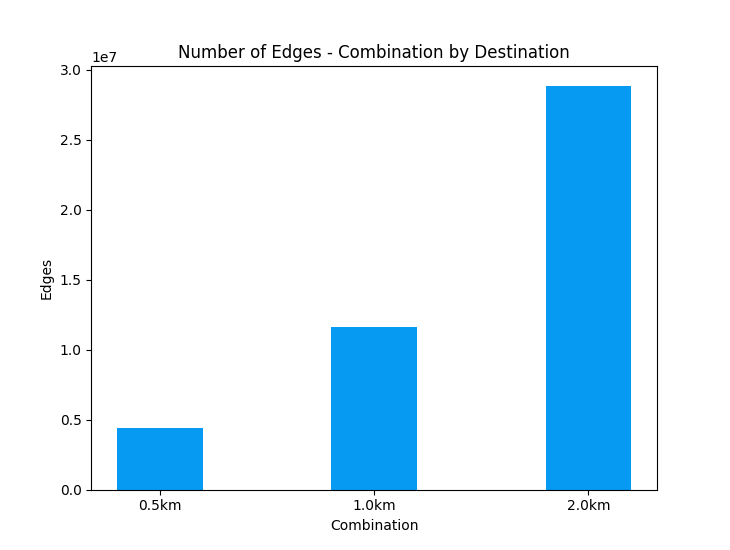 Number of Edges - Combination by Destination
1e7
3.0
2.5
2.0
1.5
1.0
0.5
0.0
Edges
0.5km 1.0km 2.0km
Combination